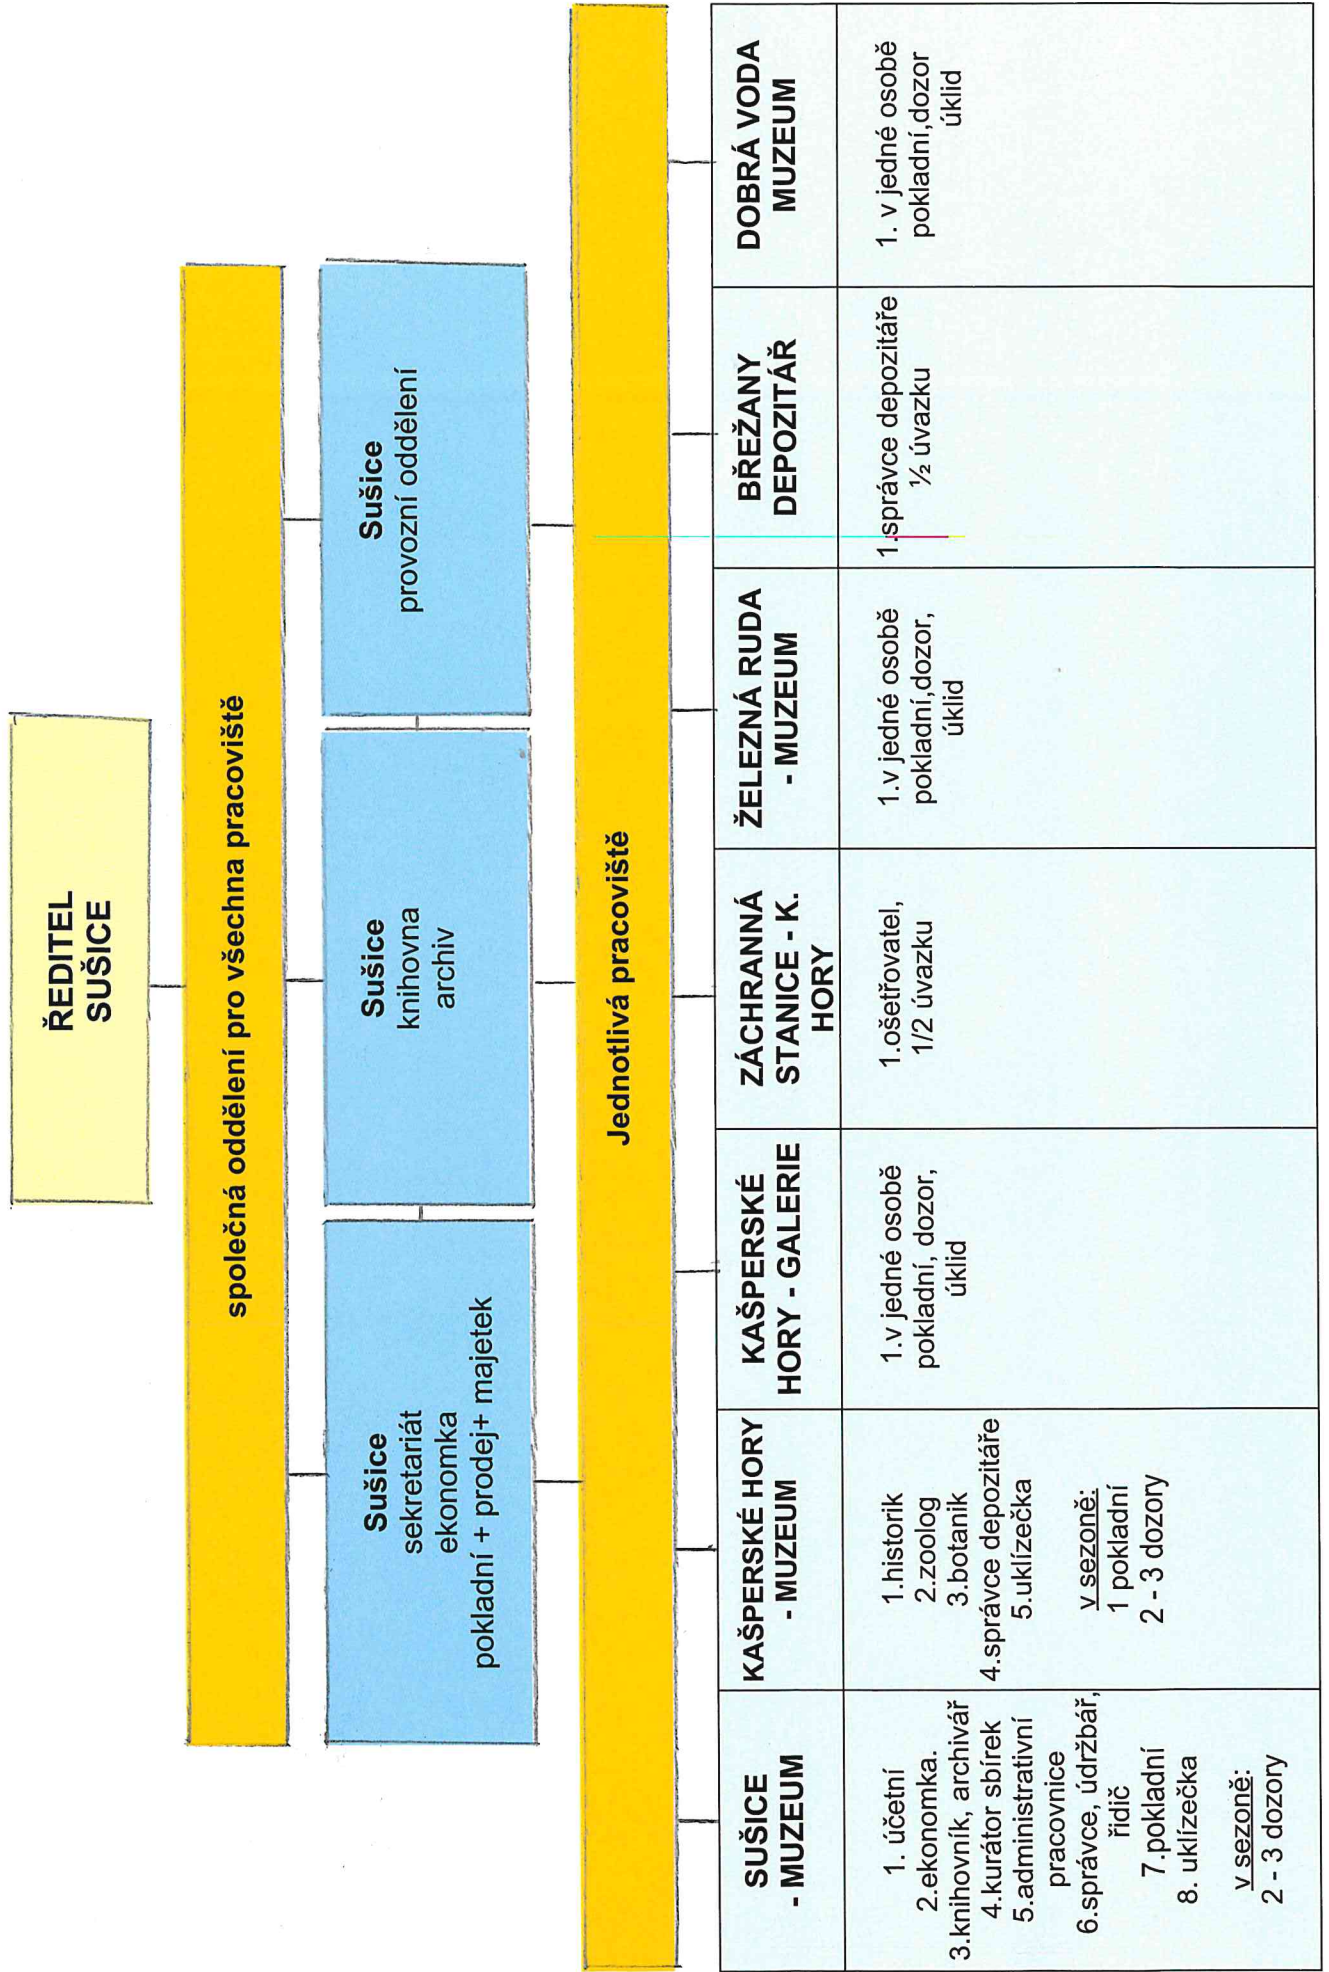 ŘEDITEL
SUŠICE
společná oddělení pro všechna pracoviště
Sušice
sekretariát
ekonomka
pokladní + prodej+ majetek
Sušice
knihovna
archiv
Sušice
provozní oddělení
Jednotlivá pracoviště
SUŠICE
- MUZEUM
1. účetní
2.ekonomka.
3.knihovník, archivář
4.kurátor sbírek
5.administrativní
pracovnice
6.správce, údržbář,
řidič
7.pokladní
8. uklízečka
v sezoně:
2 - 3 dozory
KAŠPERSKÉ HORY
- MUZEUM
1.historik
2.zoolog
3.botanik
4.správce depozitáře
5.uklízečka
v sezoně:
1 pokladní
2 - 3 dozory
KAŠPERSKÉ
HORY - GALERIE
1.v jedné osobě
pokladní, dozor,
úklid
ZÁCHRANNÁ
STANICE - K.
HORY
1.ošetřovatel,
1/2 úvazku
ŽELEZNÁ RUDA
- MUZEUM
1.v jedné osobě
pokladní,dozor,
úklid
BŘEŽANY
DEPOZITÁŘ
1.správce depozitáře
½ úvazku
DOBRÁ VODA
MUZEUM
1. v jedné osobě
pokladní,dozor
úklid